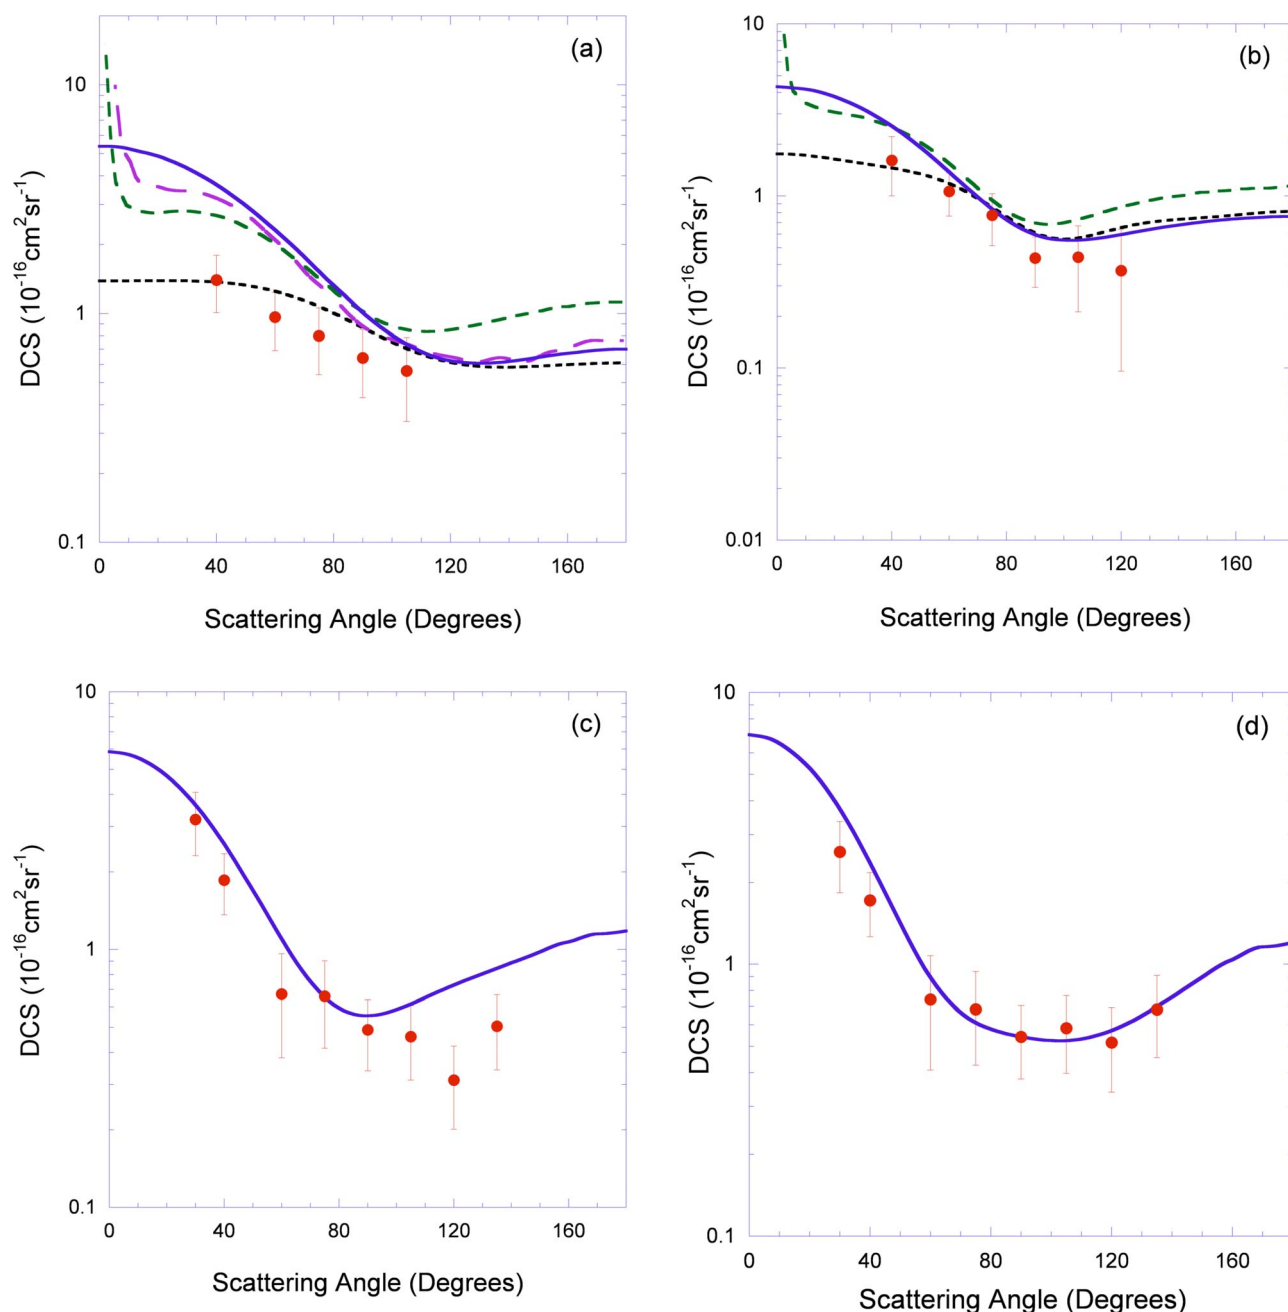 (a)
10
1
0.1
DCS (10⁻¹⁶cm²sr⁻¹)
0 40 80 120 160
Scattering Angle (Degrees)
(b)
10
1
0.1
0.01
DCS (10⁻¹⁶cm²sr⁻¹)
0 40 80 120 160
Scattering Angle (Degrees)
(c)
10
1
0.1
DCS (10⁻¹⁶cm²sr⁻¹)
0 40 80 120 160
Scattering Angle (Degrees)
(d)
10
1
0.1
DCS (10⁻¹⁶cm²sr⁻¹)
0 40 80 120 160
Scattering Angle (Degrees)